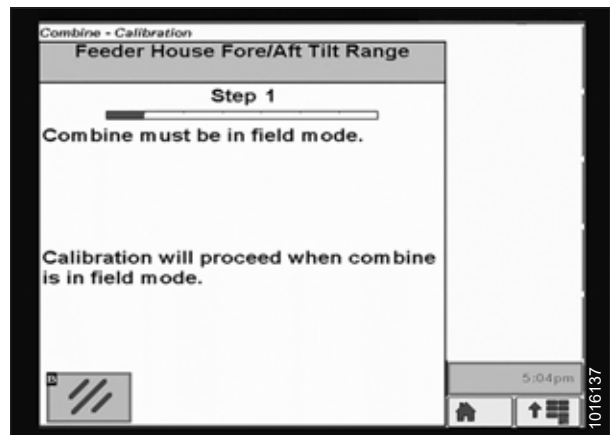 Combine - Calibration
Feeder House Fore/Aft Tilt Range
Step 1
Combine must be in field mode.
Calibration will proceed when combine
is in field mode.
5:04pm
1016137